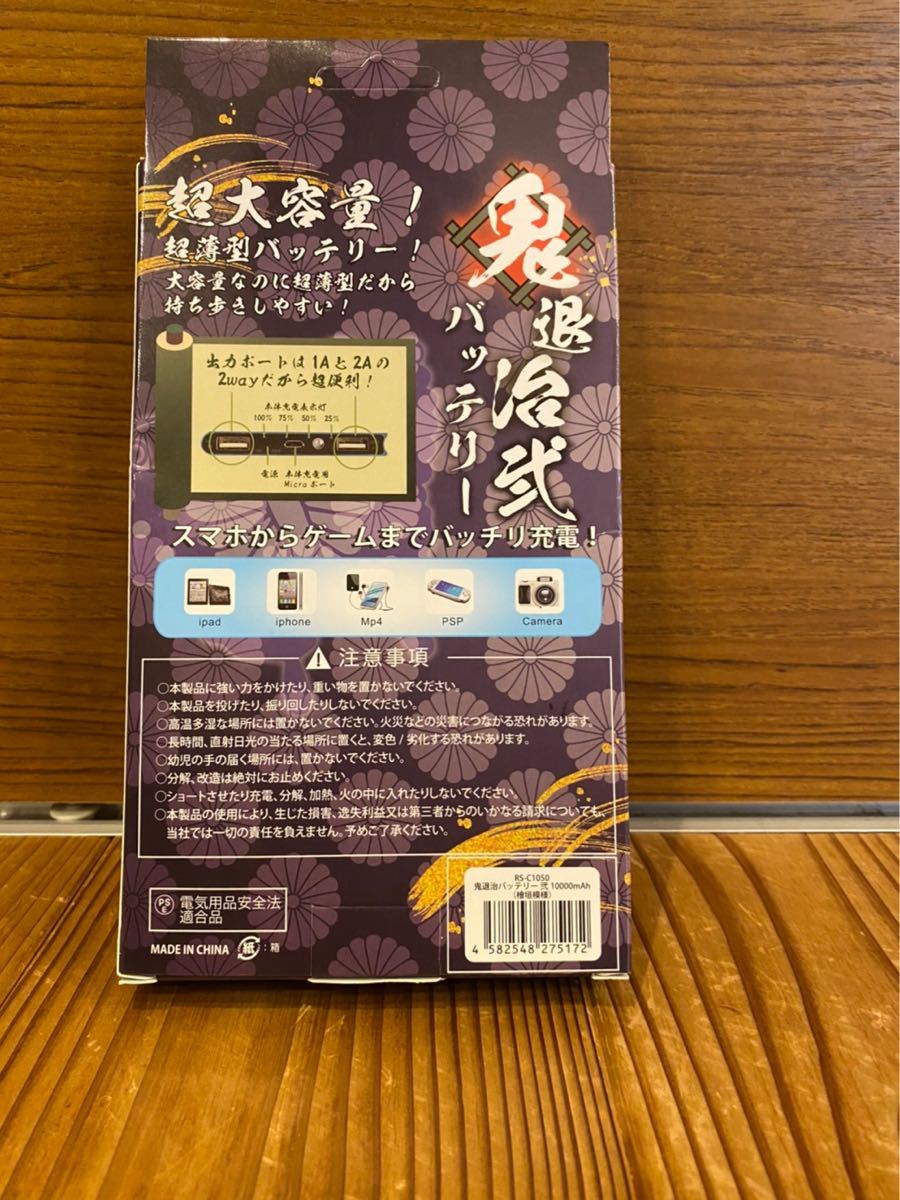 鬼退治弐
バッテリー
超大容量!
超薄型バッテリー!
大容量なのに超薄型だから
持ち歩きしやすい!
出力ポートは1Aと2Aの
2wayだから超便利!
本体充電表示灯
100% 75% 50% 25%
電源 本体充電用
Microポート
スマホからゲームまでバッチリ充電!
ipad iphone Mp4 PSP Camera
注意事項
○本製品に強い力をかけたり、重い物を置かないでください。
○本製品を投げたり、振り回したりしないでください。
○高温多湿な場所には置かないでください。火災などの災害につながる恐れがあります。
○長時間、直射日光の当たる場所に置くと、変色/劣化する恐れがあります。
○幼児の手の届く場所には、置かないでください。
○分解、改造は絶対にお止めください。
○ショートさせたり充電、分解、加熱、火の中に入れたりしないでください。
○本製品の使用により、生じた損害、逸失利益又は第三者からのいかなる請求についても、
当社では一切の責任を負えません。予めご了承ください。
PSE 電気用品安全法
適合品
MADE IN CHINA 紙:箱
RS-C1050
鬼退治バッテリー 弐 10000mAh
(檜垣模様)
4 582548 275172